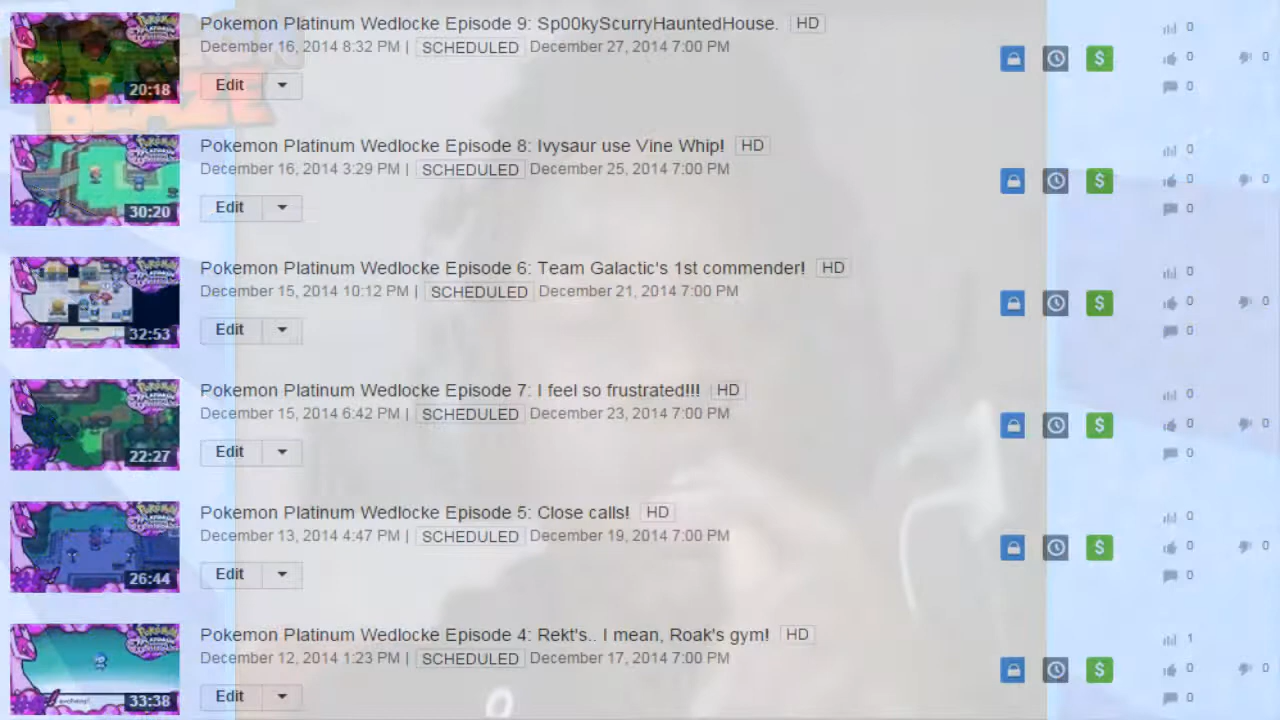 Pokemon Platinum Wedlocke Episode 9: Sp00kyScurryHauntedHouse. HD
December 16, 2014 8:32 PM | SCHEDULED December 27, 2014 7:00 PM
Edit
20:18
BLAZE
0
0
0
0
Pokemon Platinum Wedlocke Episode 8: Ivysaur use Vine Whip! HD
December 16, 2014 3:29 PM | SCHEDULED December 25, 2014 7:00 PM
Edit
30:20
0
0
0
0
Pokemon Platinum Wedlocke Episode 6: Team Galactic's 1st commender! HD
December 15, 2014 10:12 PM | SCHEDULED December 21, 2014 7:00 PM
Edit
32:53
0
0
0
0
Pokemon Platinum Wedlocke Episode 7: I feel so frustrated!!! HD
December 15, 2014 6:42 PM | SCHEDULED December 23, 2014 7:00 PM
Edit
22:27
0
0
0
0
Pokemon Platinum Wedlocke Episode 5: Close calls! HD
December 13, 2014 4:47 PM | SCHEDULED December 19, 2014 7:00 PM
Edit
26:44
0
0
0
0
Pokemon Platinum Wedlocke Episode 4: Rekt's.. I mean, Roak's gym! HD
December 12, 2014 1:23 PM | SCHEDULED December 17, 2014 7:00 PM
Edit
33:38
1
0
0
0